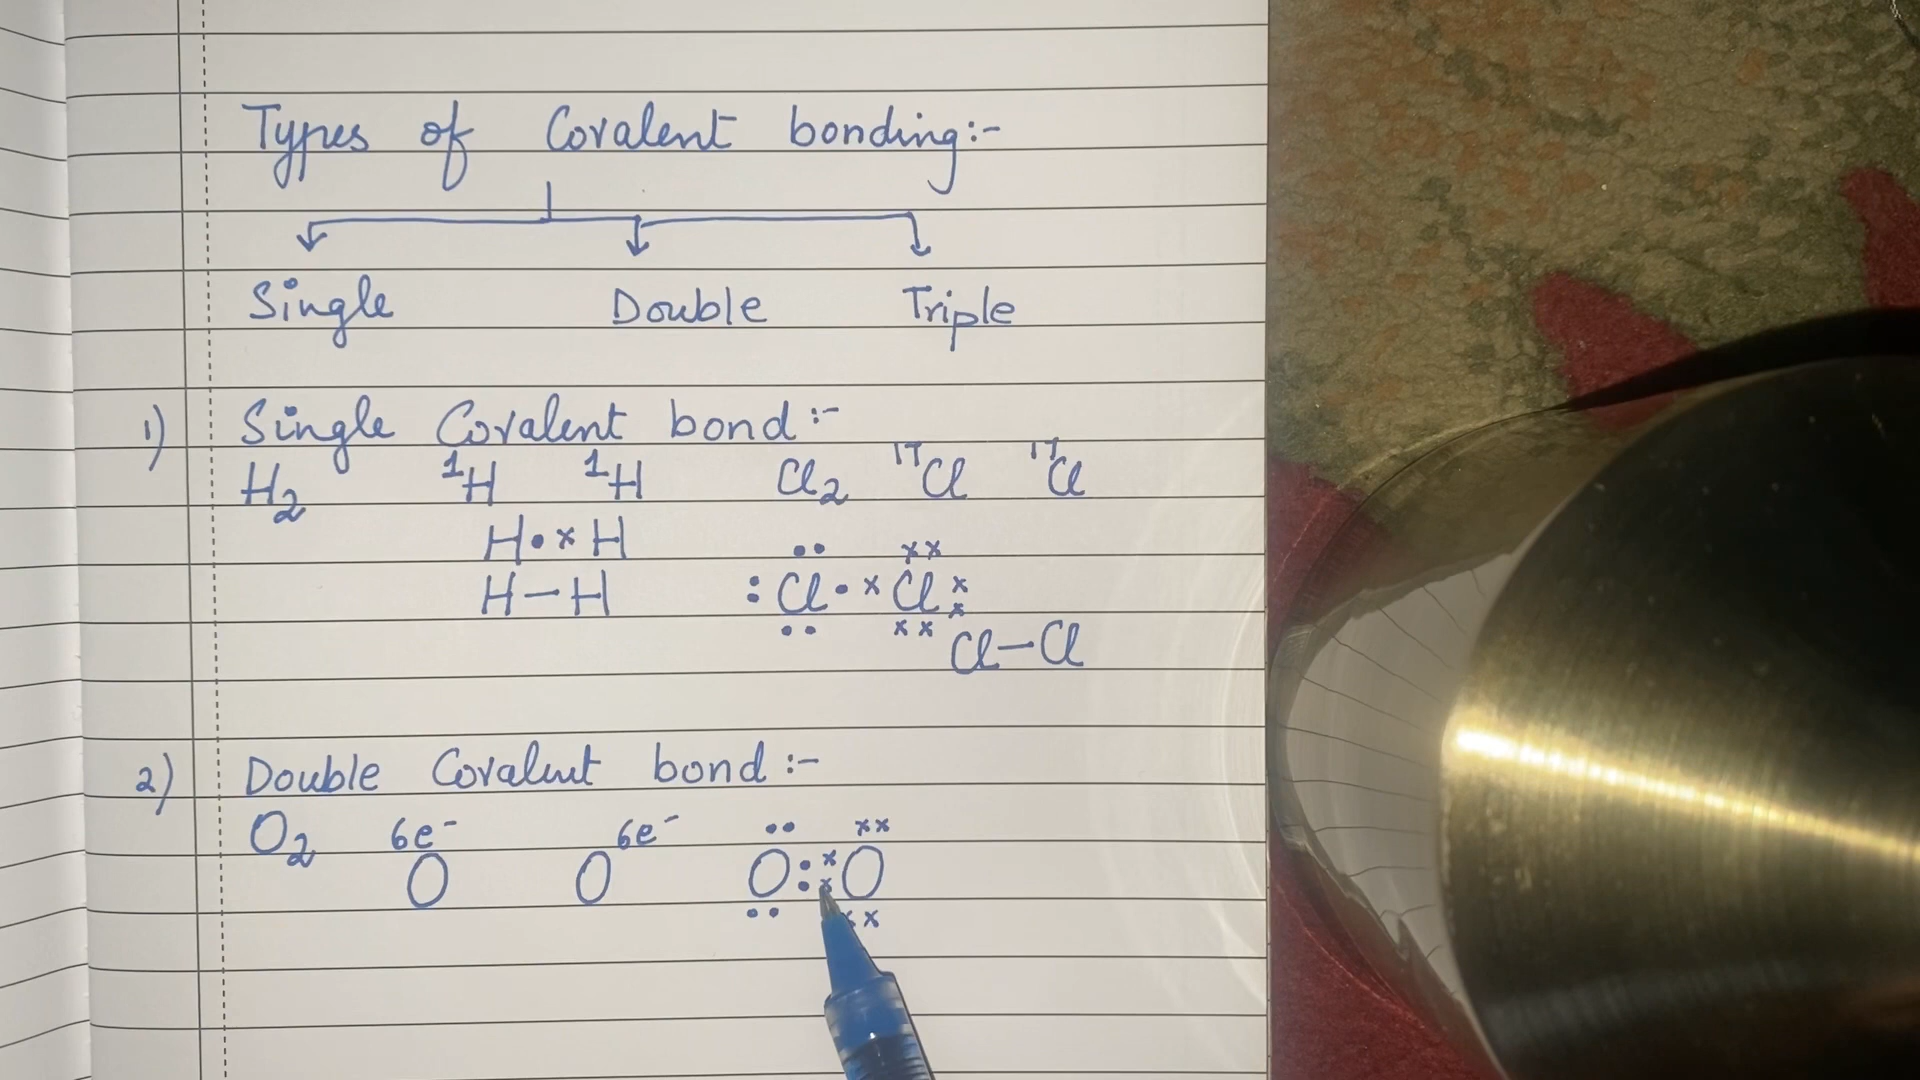 Types of Covalent bonding:-
Single Double Triple
1) Single Covalent bond:-
H₂ ¹H ¹H Cl₂ ¹⁷Cl ¹⁷Cl
H•×H
•• ××
:Cl•×Cl××
•• ××
H-H
Cl-Cl
2) Double Covalent bond:-
O₂ 6e⁻ 6e⁻
•• ××
O O O:××O
•• ××